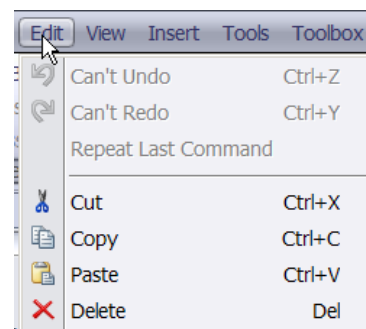 Edit View Insert Tools Toolbox
Can't Undo Ctrl+Z
Can't Redo Ctrl+Y
Repeat Last Command
Cut Ctrl+X
Copy Ctrl+C
Paste Ctrl+V
Delete Del